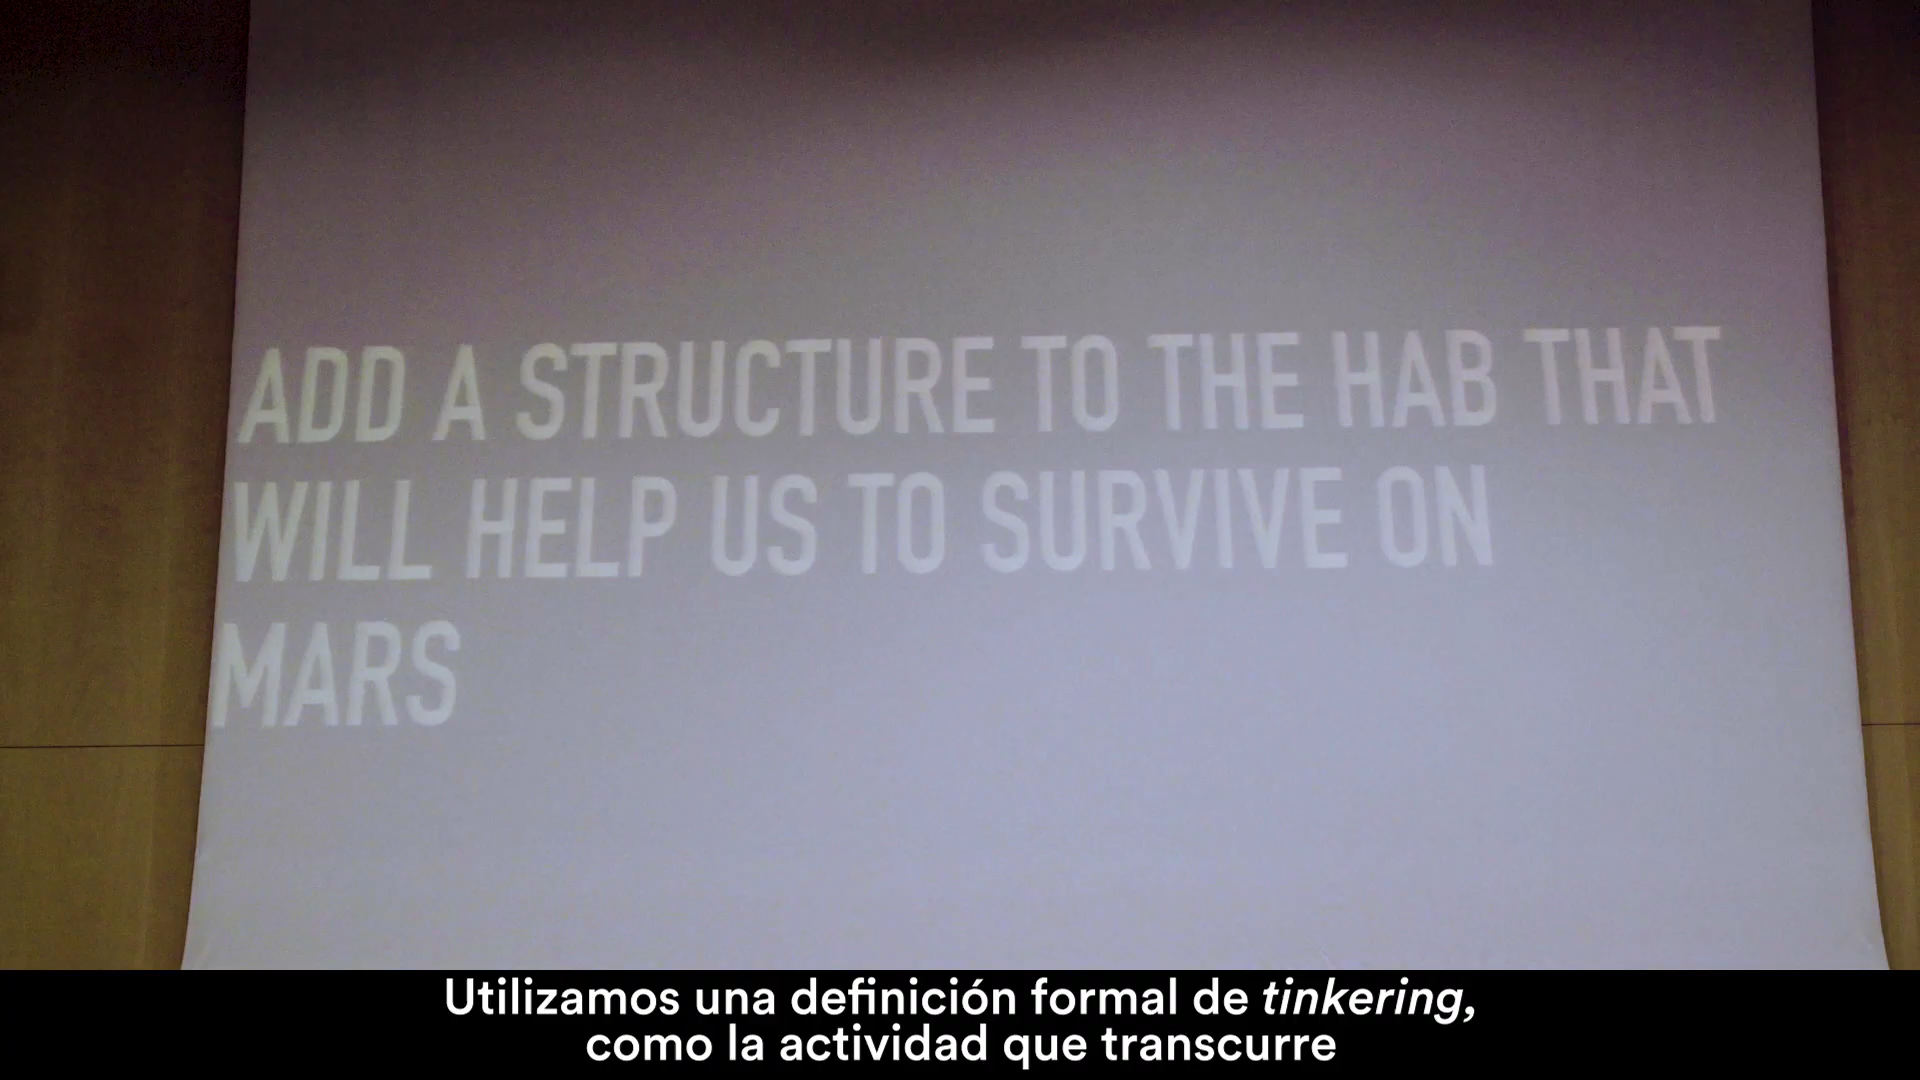 ADD A STRUCTURE TO THE HAB THAT
WILL HELP US TO SURVIVE ON
MARS
Utilizamos una definición formal de tinkering,
como la actividad que transcurre